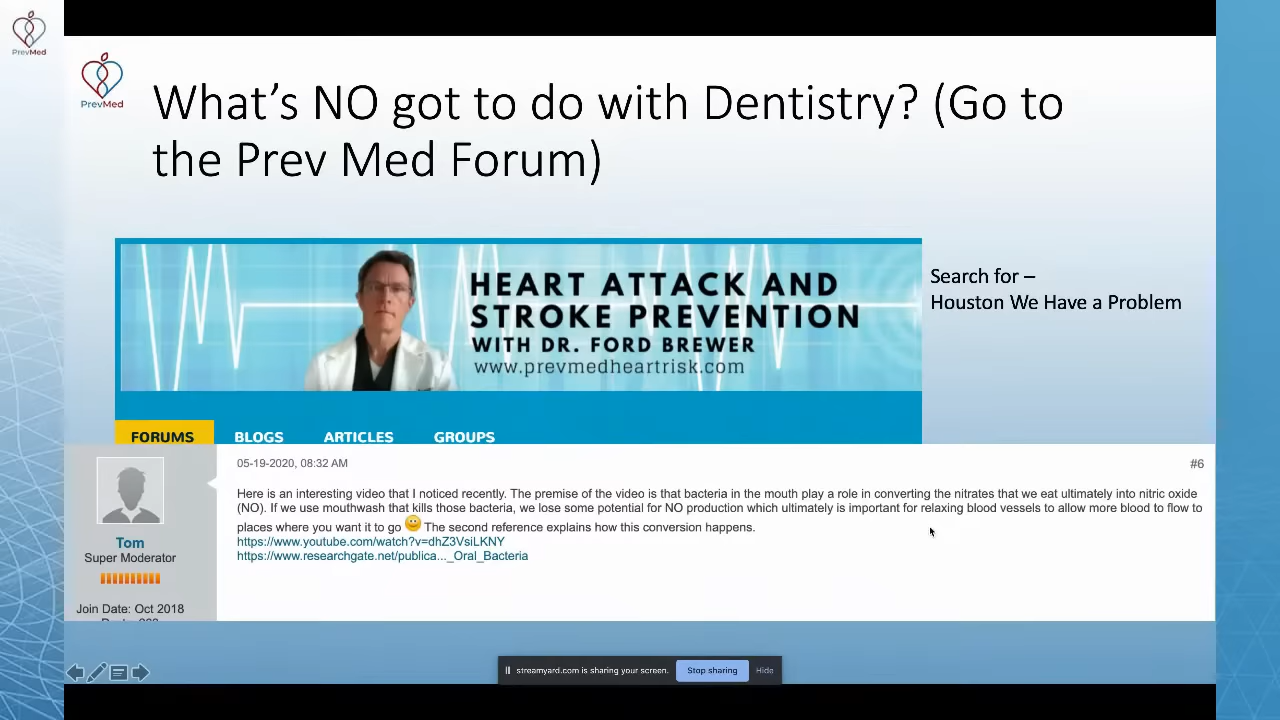 PrevMed
PrevMed
What's NO got to do with Dentistry? (Go to
the Prev Med Forum)
HEART ATTACK AND
STROKE PREVENTION
WITH DR. FORD BREWER
www.prevmedheartrisk.com
Search for –
Houston We Have a Problem
FORUMS BLOGS ARTICLES GROUPS
05-19-2020, 08:32 AM #6
Here is an interesting video that I noticed recently. The premise of the video is that bacteria in the mouth play a role in converting the nitrates that we eat ultimately into nitric oxide
(NO). If we use mouthwash that kills those bacteria, we lose some potential for NO production which ultimately is important for relaxing blood vessels to allow more blood to flow to
places where you want it to go The second reference explains how this conversion happens.
https://www.youtube.com/watch?v=dhZ3VsiLKNY
https://www.researchgate.net/publica..._Oral_Bacteria
Tom
Super Moderator
Join Date: Oct 2018
streamyard.com is sharing your screen. Stop sharing Hide